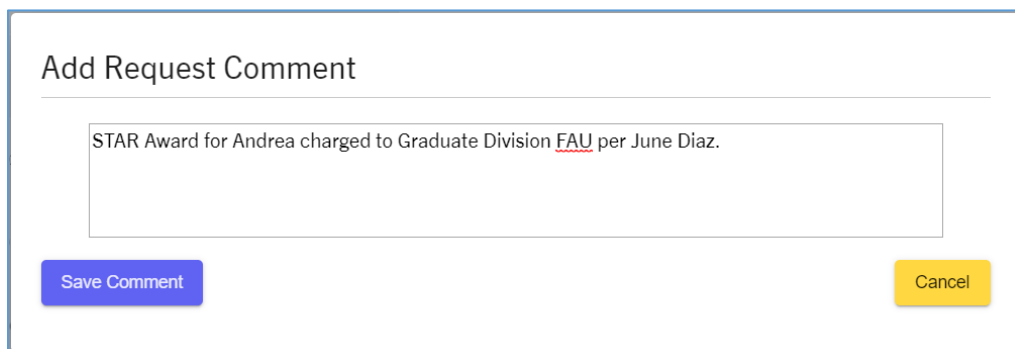 Add Request Comment
STAR Award for Andrea charged to Graduate Division FAU per June Diaz.
Save Comment
Cancel